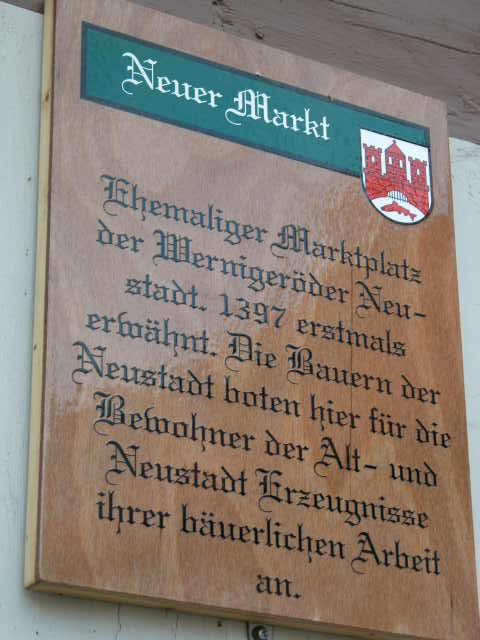 Neuer Markt
Ehemaliger Marktplatz
der Wernigeröder Neu-
stadt. 1397 erstmals
erwähnt. Die Bauern der
Neustadt boten hier für die
Bewohner der Alt- und
Neustadt Erzeugnisse
ihrer bäuerlichen Arbeit
an.